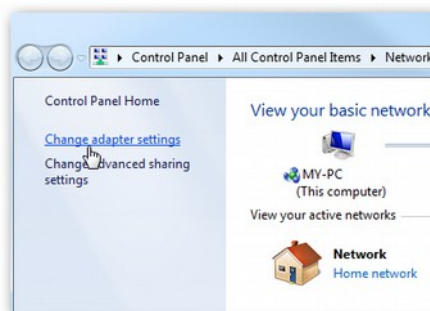 Control Panel All Control Panel Items Network
Control Panel Home
Change adapter settings
Change advanced sharing
settings
View your basic network
MY-PC
(This computer)
View your active networks
Network
Home network